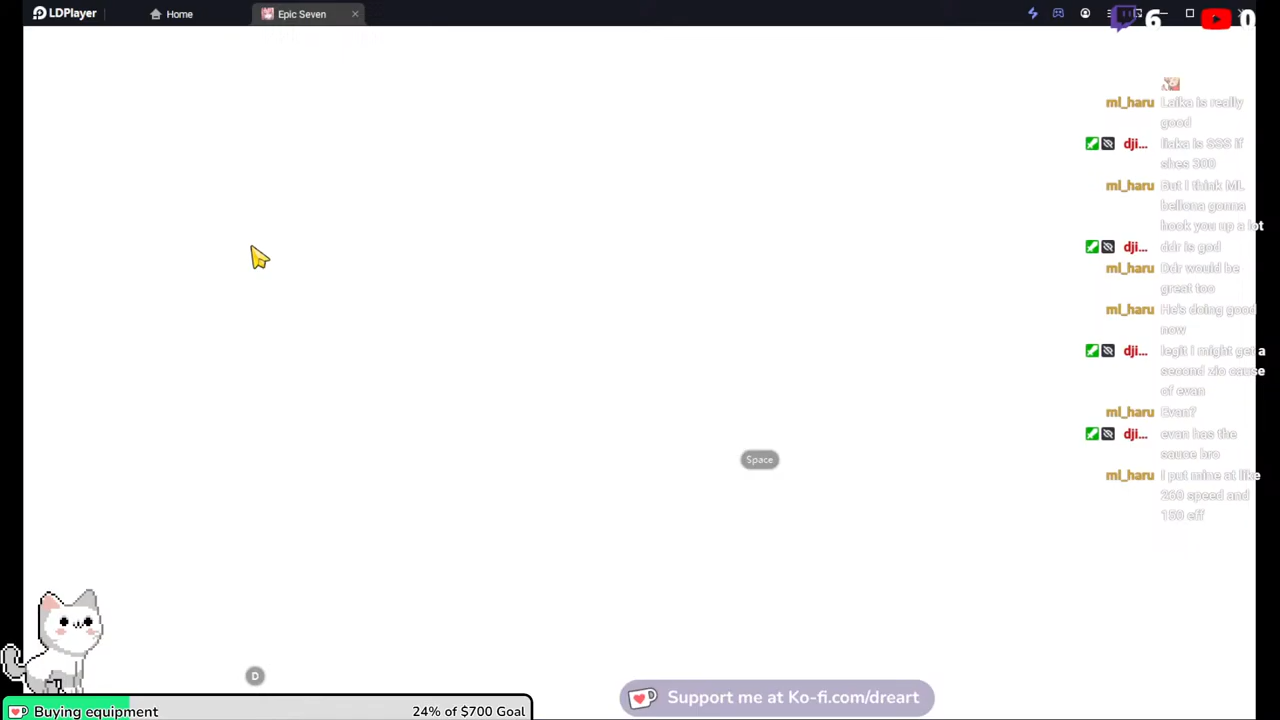 LDPlayer
Home
Epic Seven
6
0
ml_haru Laika is really
good
dji... liaka is SSS if
shes 300
ml_haru But I think ML
bellona gonna
hook you up a lot
dji... ddr is god
ml_haru Ddr would be
great too
ml_haru He's doing good
now
dji... legit I might get a
second zio cause
of evan
ml_haru Evan?
dji... evan has the
sauce bro
ml_haru I put mine at like
260 speed and
150 eff
Space
D
Buying equipment 24% of $700 Goal
Support me at Ko-fi.com/dreart